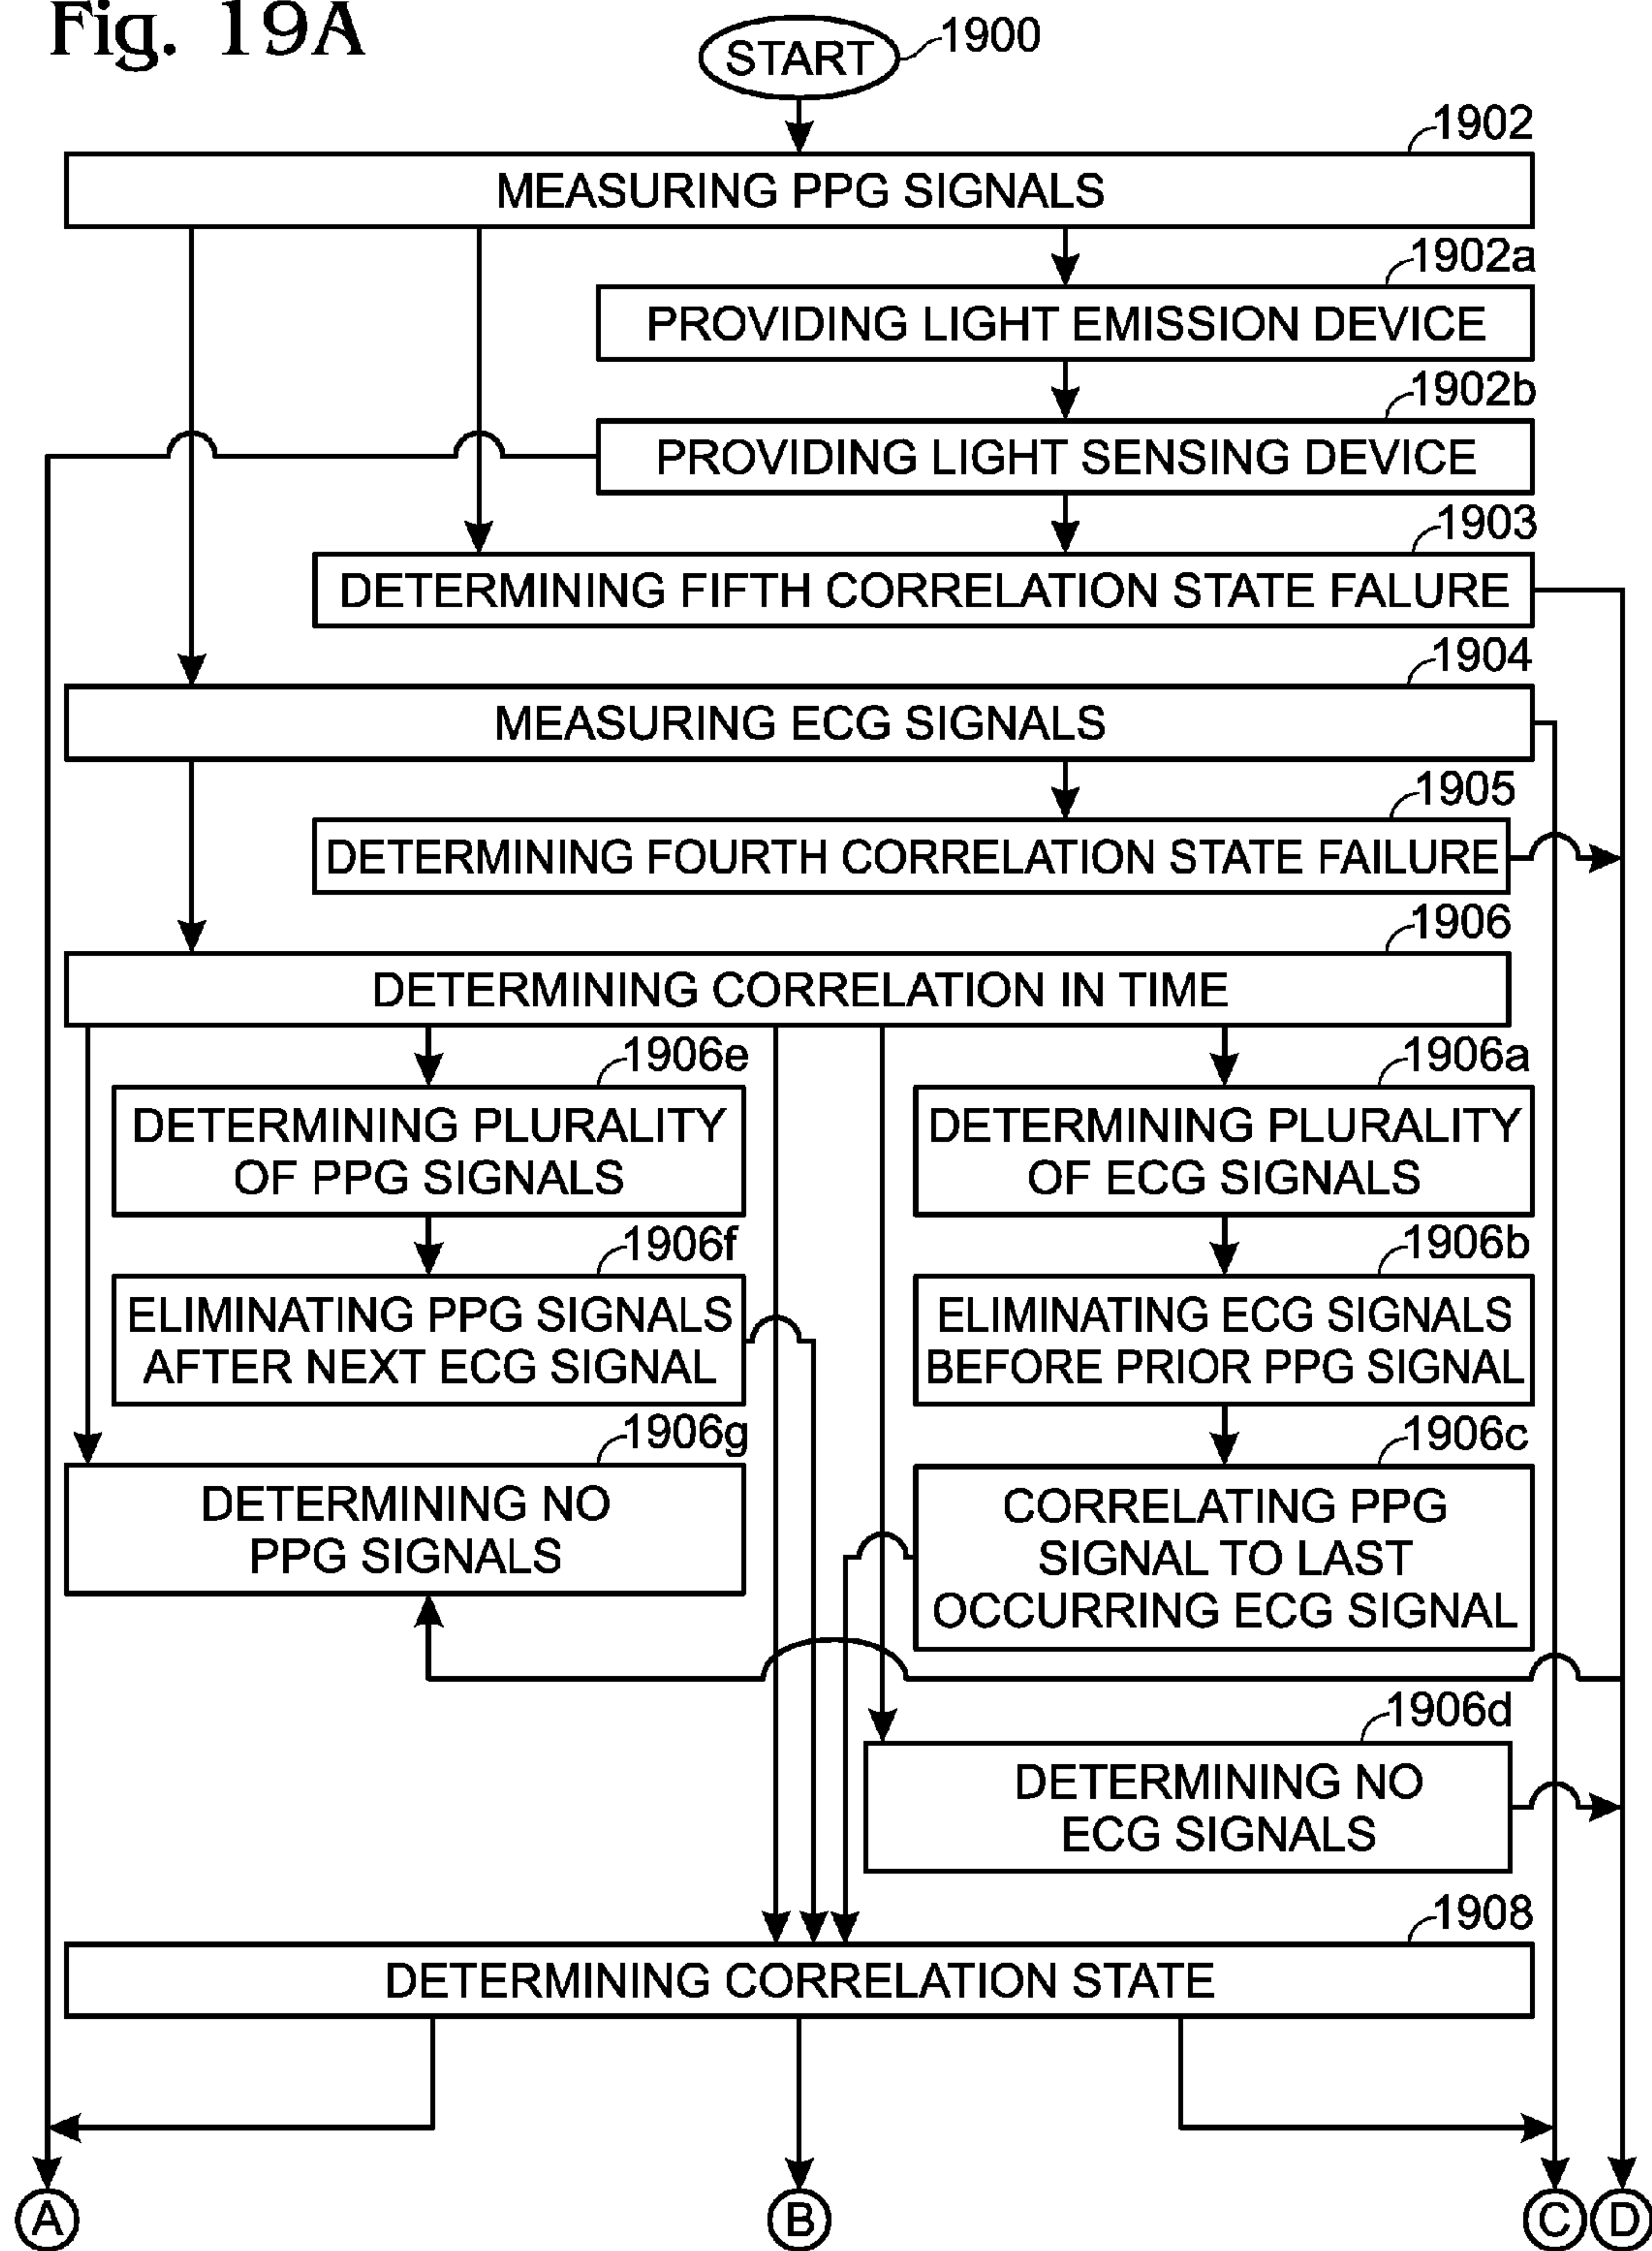 Fig. 19A
START
1900
1902
MEASURING PPG SIGNALS
1902a
PROVIDING LIGHT EMISSION DEVICE
1902b
PROVIDING LIGHT SENSING DEVICE
1903
DETERMINING FIFTH CORRELATION STATE FALURE
1904
MEASURING ECG SIGNALS
1905
DETERMINING FOURTH CORRELATION STATE FAILURE
1906
DETERMINING CORRELATION IN TIME
1906e
DETERMINING PLURALITY
OF PPG SIGNALS
1906a
DETERMINING PLURALITY
OF ECG SIGNALS
1906f
ELIMINATING PPG SIGNALS
AFTER NEXT ECG SIGNAL
1906b
ELIMINATING ECG SIGNALS
BEFORE PRIOR PPG SIGNAL
1906g
DETERMINING NO
PPG SIGNALS
1906c
CORRELATING PPG
SIGNAL TO LAST
OCCURRING ECG SIGNAL
1906d
DETERMINING NO
ECG SIGNALS
1908
DETERMINING CORRELATION STATE
A
B
C
D